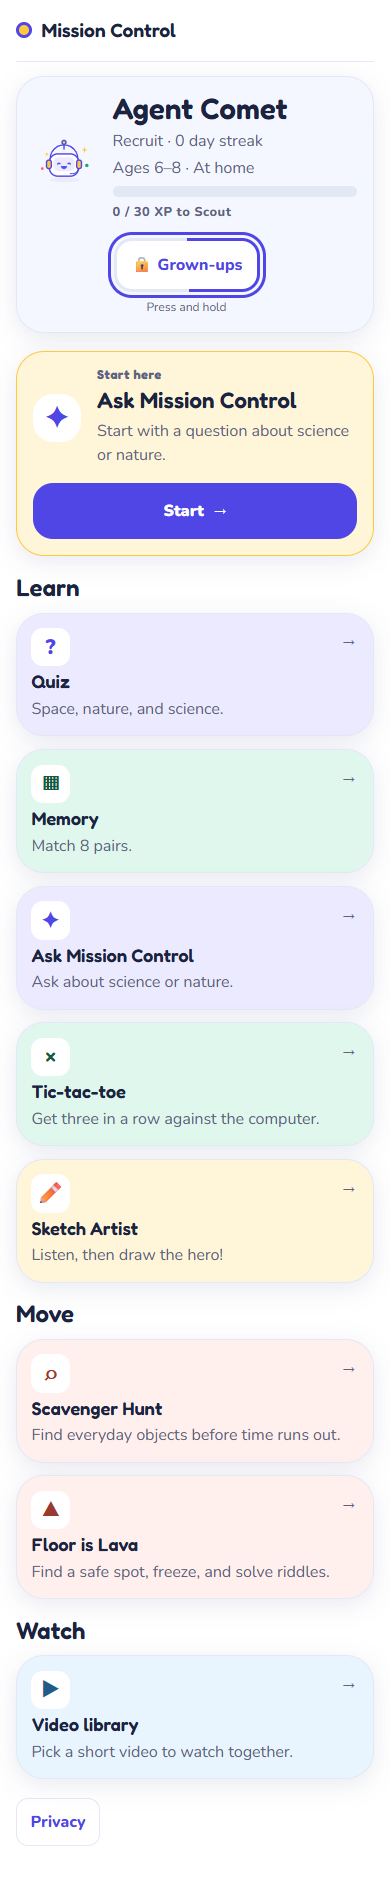 Mission Control
Agent Comet
Recruit · 0 day streak
Ages 6–8 · At home
0 / 30 XP to Scout
🔒 Grown-ups
Press and hold
Start here
Ask Mission Control
Start with a question about science
or nature.
Start →
Learn
? →
Quiz
Space, nature, and science.
→
Memory
Match 8 pairs.
→
Ask Mission Control
Ask about science or nature.
× →
Tic-tac-toe
Get three in a row against the computer.
→
Sketch Artist
Listen, then draw the hero!
Move
→
Scavenger Hunt
Find everyday objects before time runs out.
→
Floor is Lava
Find a safe spot, freeze, and solve riddles.
Watch
→
Video library
Pick a short video to watch together.
Privacy